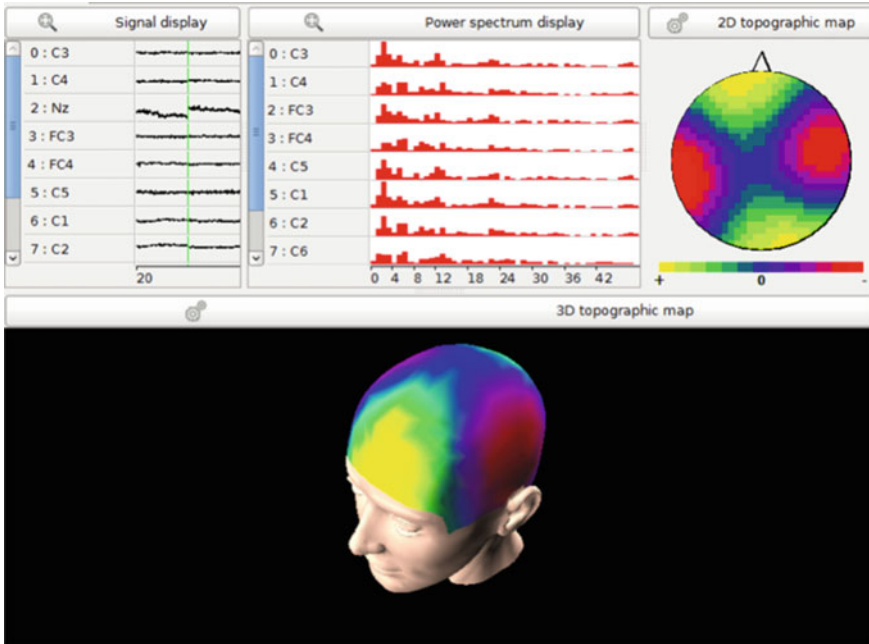 Signal display
0 : C3
1 : C4
2 : Nz
3 : FC3
4 : FC4
5 : C5
6 : C1
7 : C2
20
Power spectrum display
0 : C3
1 : C4
2 : FC3
3 : FC4
4 : C5
5 : C1
6 : C2
7 : C6
0 4 8 12 18 24 30 36 42
2D topographic map
+ 0 -
3D topographic map